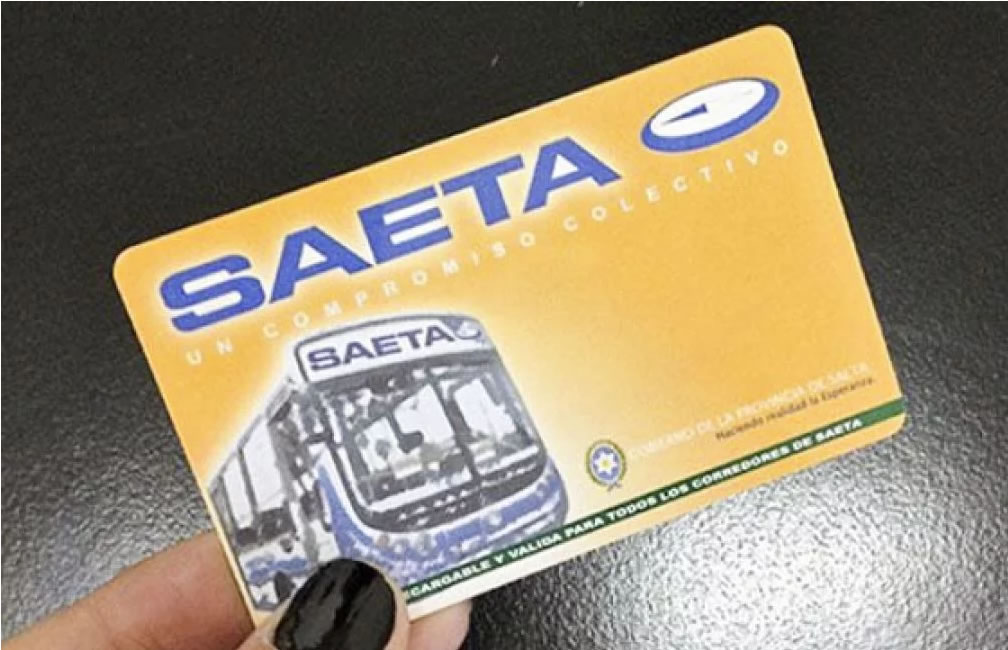 SAETA
UN COMPROMISO COLECTIVO
SAETA
GOBIERNO DE LA PROVINCIA DE SALTA
Haciendo realidad la Esperanza.
CARGABLE Y VALIDA PARA TODOS LOS CORREDORES DE SAETA